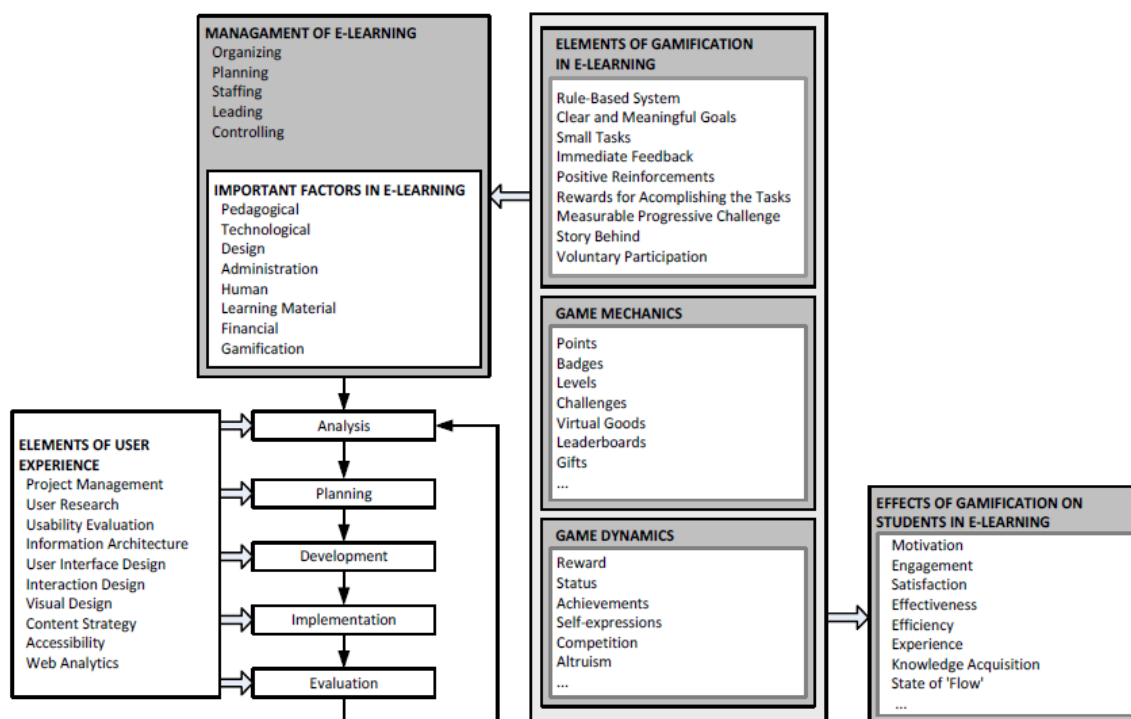 MANAGAMENT OF E-LEARNING
Organizing
Planning
Staffing
Leading
Controlling
IMPORTANT FACTORS IN E-LEARNING
Pedagogical
Technological
Design
Administration
Human
Learning Material
Financial
Gamification
ELEMENTS OF GAMIFICATION
IN E-LEARNING
Rule-Based System
Clear and Meaningful Goals
Small Tasks
Immediate Feedback
Positive Reinforcements
Rewards for Acomplishing the Tasks
Measurable Progressive Challenge
Story Behind
Voluntary Participation
GAME MECHANICS
Points
Badges
Levels
Challenges
Virtual Goods
Leaderboards
Gifts
...
GAME DYNAMICS
Reward
Status
Achievements
Self-expressions
Competition
Altruism
...
ELEMENTS OF USER
EXPERIENCE
Project Management
User Research
Usability Evaluation
Information Architecture
User Interface Design
Interaction Design
Visual Design
Content Strategy
Accessibility
Web Analytics
Analysis
Planning
Development
Implementation
Evaluation
EFFECTS OF GAMIFICATION ON
STUDENTS IN E-LEARNING
Motivation
Engagement
Satisfaction
Effectiveness
Efficiency
Experience
Knowledge Acquisition
State of 'Flow'
...